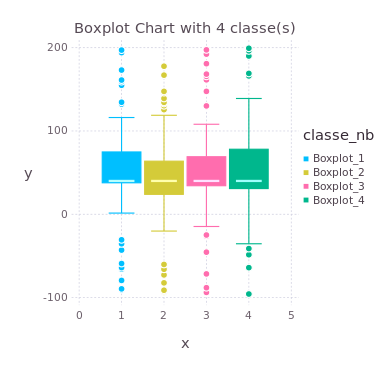 Boxplot Chart with 4 classe(s)
200
100
0
-100
y
0
1
2
3
4
5
x
classe_nb
Boxplot_1
Boxplot_2
Boxplot_3
Boxplot_4